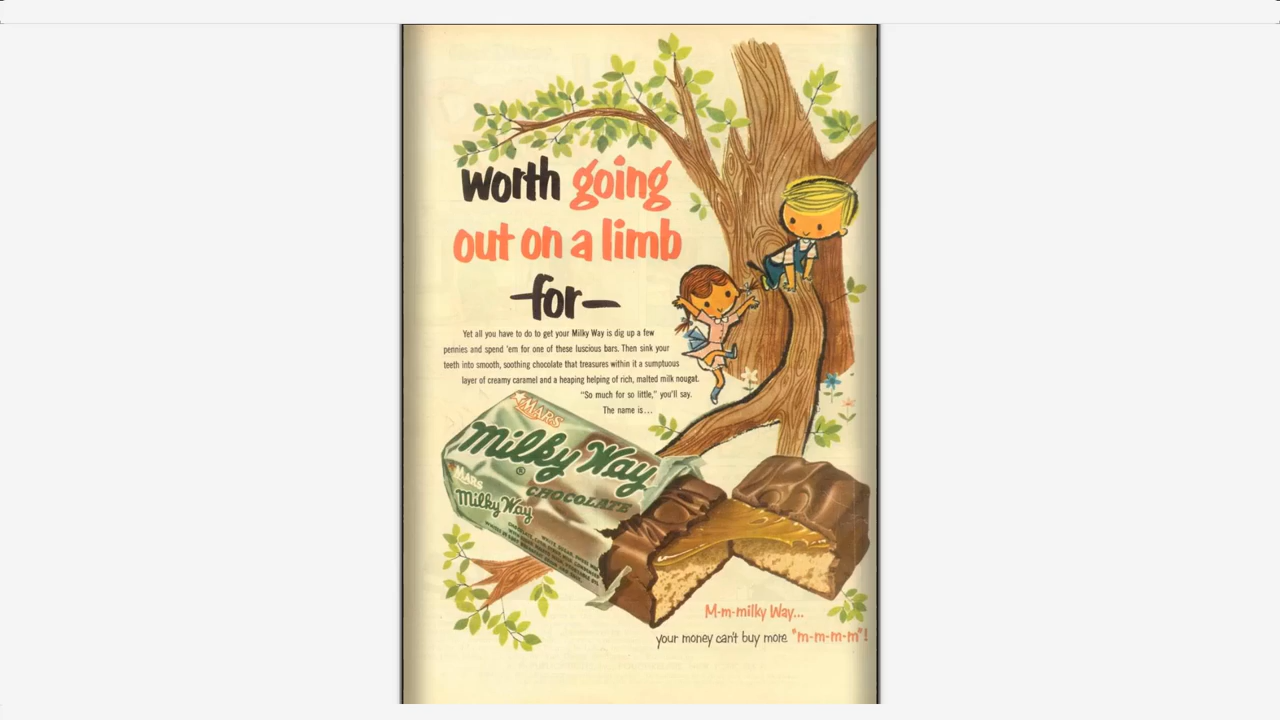 worth going
out on a limb
—for—
Yet all you have to do to get your Milky Way is dig up a few
pennies and spend 'em for one of these luscious bars. Then sink your
teeth into smooth, soothing chocolate that treasures within it a sumptuous
layer of creamy caramel and a heaping helping of rich, malted milk nougat.
"So much for so little," you'll say.
The name is...
MARS
Milky Way
®
CHOCOLATE
MARS
Milky Way
M-m-milky Way...
your money can't buy more "m-m-m-m"!